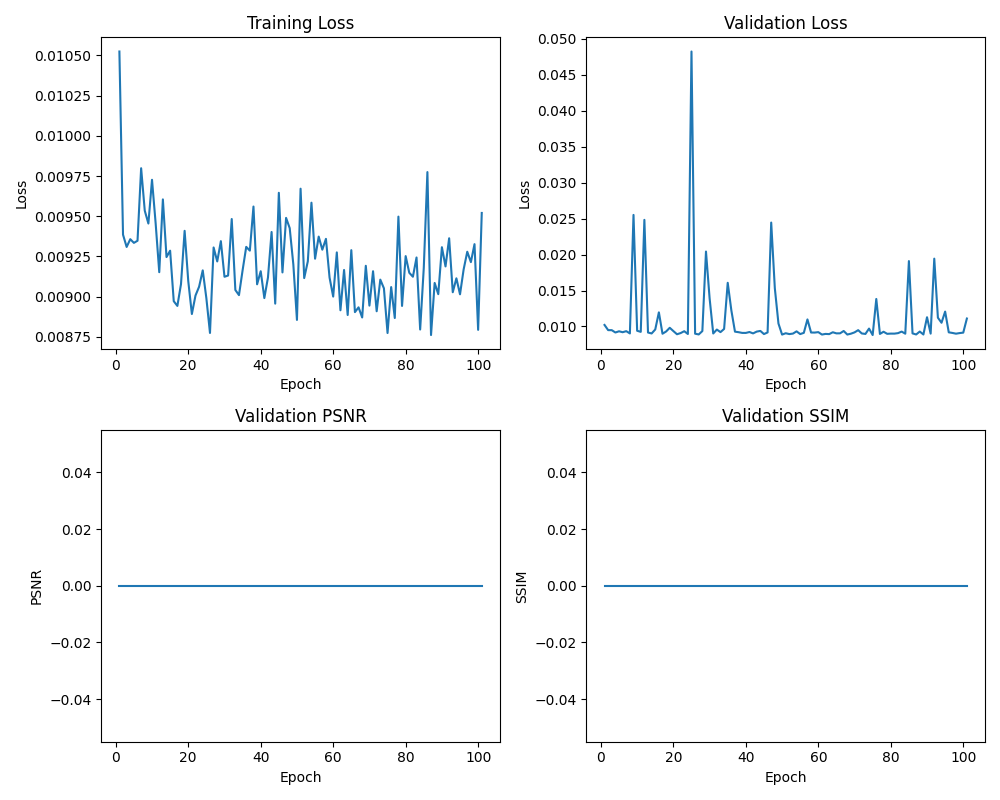 Training Loss
Validation Loss
0.01050
0.01025
0.01000
0.00975
0.00950
0.00925
0.00900
0.00875
Loss
0 20 40 60 80 100
Epoch
0.050
0.045
0.040
0.035
0.030
0.025
0.020
0.015
0.010
Loss
0 20 40 60 80 100
Epoch
Validation PSNR
Validation SSIM
0.04
0.02
0.00
−0.02
−0.04
PSNR
0 20 40 60 80 100
Epoch
0.04
0.02
0.00
−0.02
−0.04
SSIM
0 20 40 60 80 100
Epoch